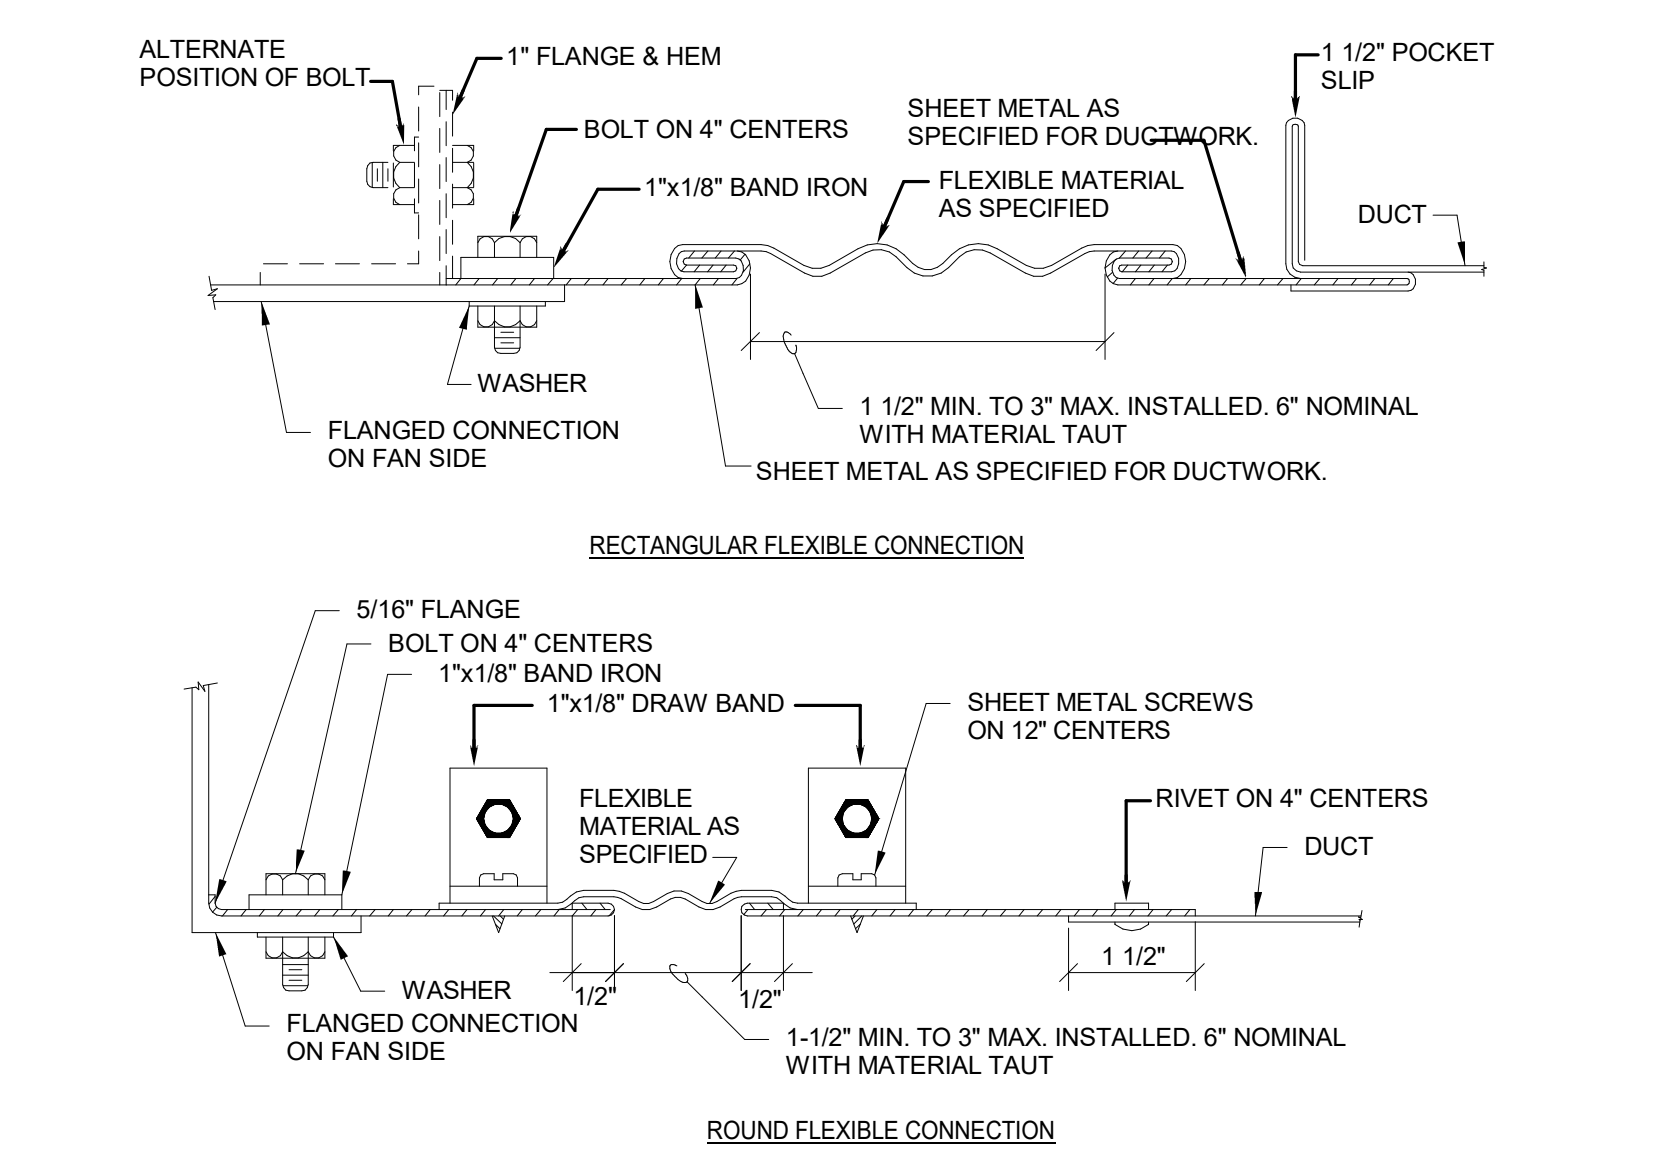 ALTERNATE
POSITION OF BOLT
1" FLANGE & HEM
BOLT ON 4" CENTERS
1"x1/8" BAND IRON
SHEET METAL AS
SPECIFIED FOR DUCTWORK.
FLEXIBLE MATERIAL
AS SPECIFIED
1 1/2" POCKET
SLIP
DUCT
WASHER
FLANGED CONNECTION
ON FAN SIDE
1 1/2" MIN. TO 3" MAX. INSTALLED. 6" NOMINAL
WITH MATERIAL TAUT
SHEET METAL AS SPECIFIED FOR DUCTWORK.
RECTANGULAR FLEXIBLE CONNECTION
5/16" FLANGE
BOLT ON 4" CENTERS
1"x1/8" BAND IRON
1"x1/8" DRAW BAND
SHEET METAL SCREWS
ON 12" CENTERS
FLEXIBLE
MATERIAL AS
SPECIFIED
RIVET ON 4" CENTERS
DUCT
1 1/2"
1/2"
1/2"
WASHER
FLANGED CONNECTION
ON FAN SIDE
1-1/2" MIN. TO 3" MAX. INSTALLED. 6" NOMINAL
WITH MATERIAL TAUT
ROUND FLEXIBLE CONNECTION